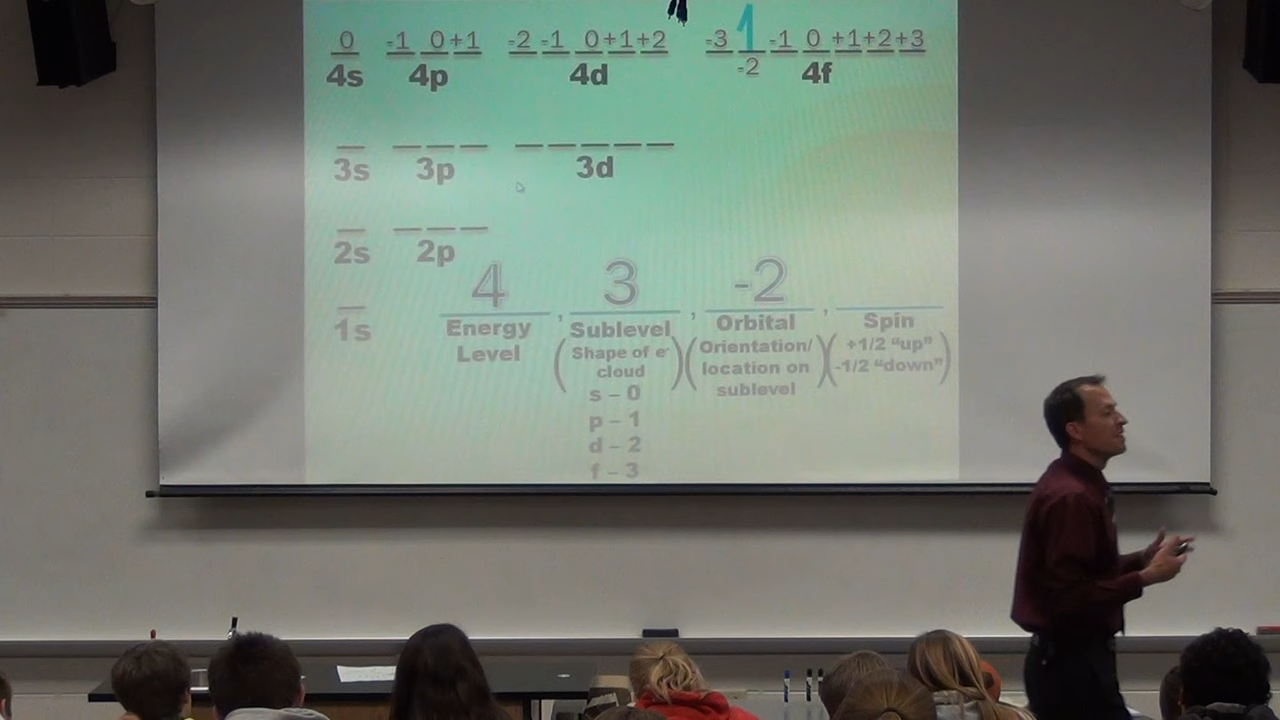 0 -1 0 +1 -2 -1 0 +1 +2 -3 1 -1 0 +1 +2 +3
-2
4s 4p 4d 4f
3s 3p 3d
2s 2p
1s
4 , 3 , -2 ,
Energy Level
Sublevel
(Shape of e- cloud)
s – 0
p – 1
d – 2
f – 3
Orbital
(Orientation/
location on
sublevel)
Spin
(+1/2 “up”
-1/2 “down”)